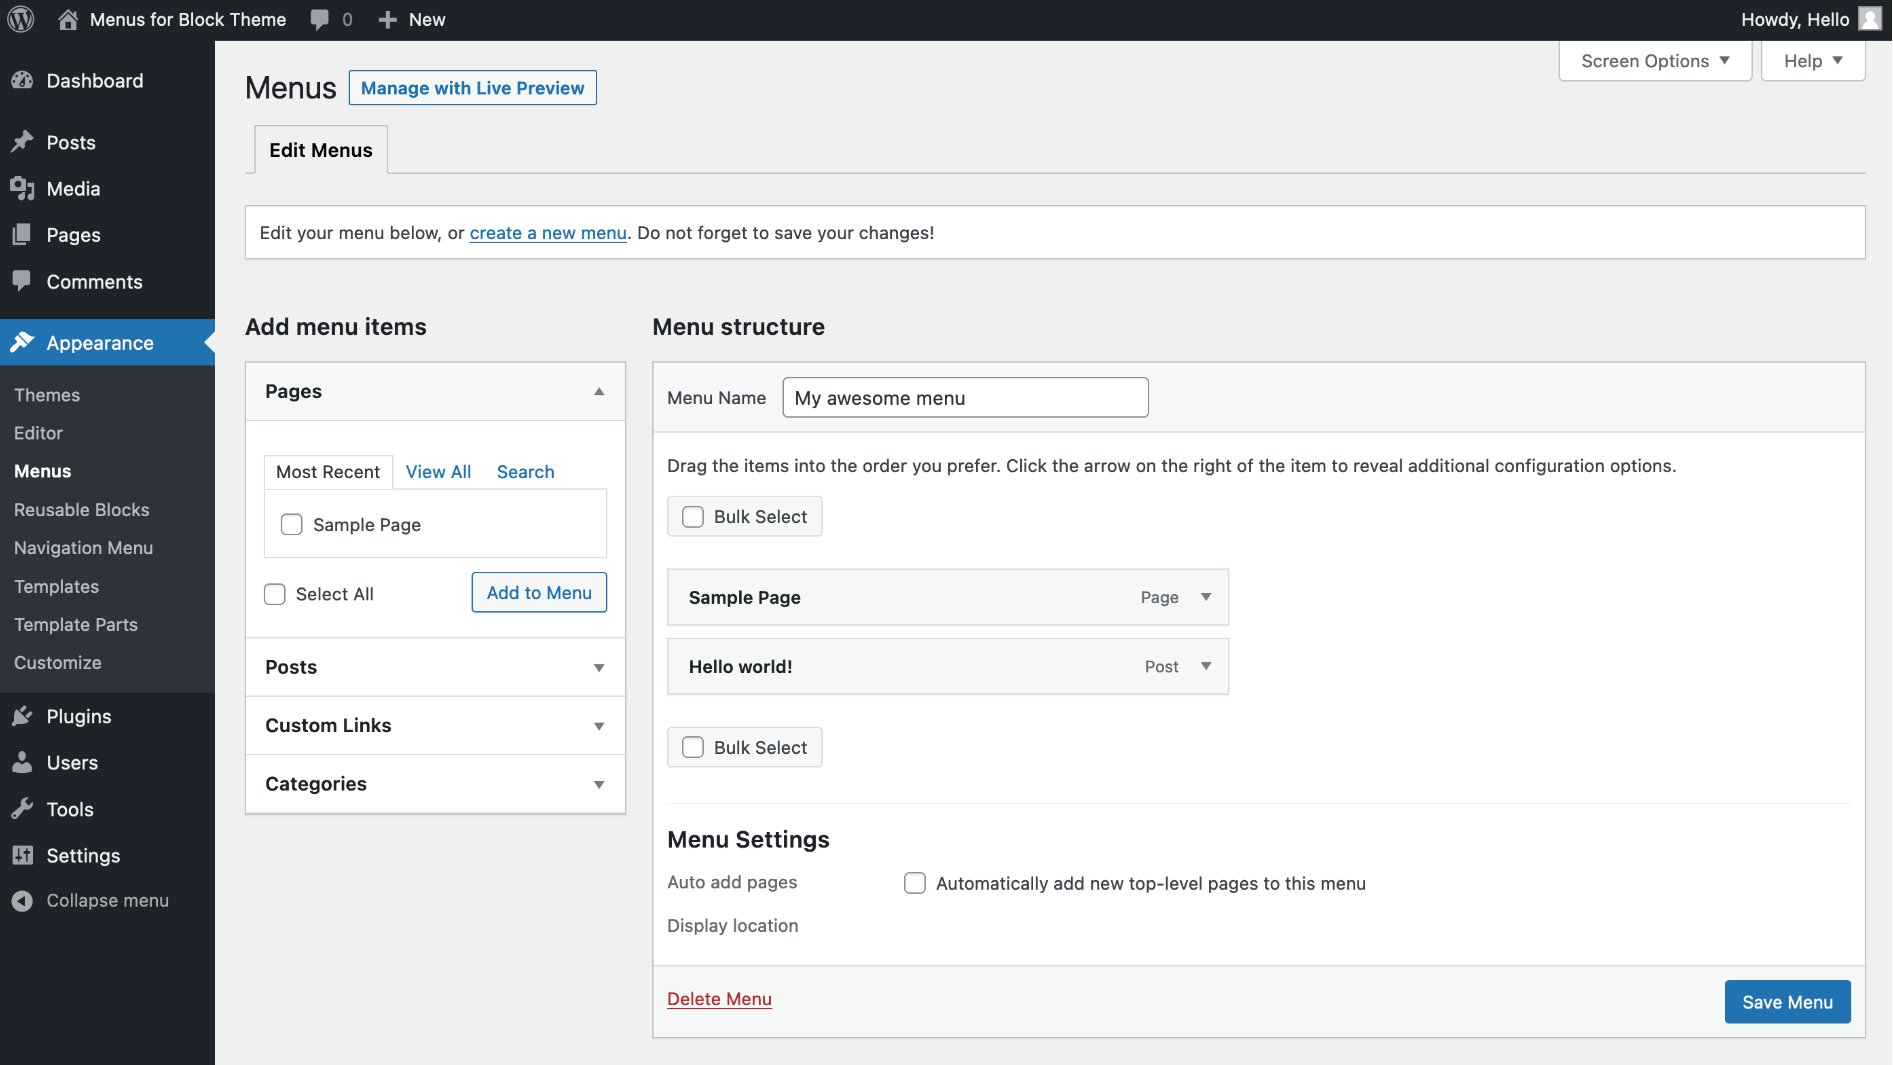 Menus for Block Theme 0 New Howdy, Hello
Screen Options Help
Dashboard
Posts
Media
Pages
Comments
Appearance
Themes
Editor
Menus
Reusable Blocks
Navigation Menu
Templates
Template Parts
Customize
Plugins
Users
Tools
Settings
Collapse menu
Menus Manage with Live Preview
Edit Menus
Edit your menu below, or create a new menu. Do not forget to save your changes!
Add menu items
Pages
Most Recent View All Search
Sample Page
Select All Add to Menu
Posts
Custom Links
Categories
Menu structure
Menu Name My awesome menu
Drag the items into the order you prefer. Click the arrow on the right of the item to reveal additional configuration options.
Bulk Select
Sample Page Page
Hello world! Post
Bulk Select
Menu Settings
Auto add pages Automatically add new top-level pages to this menu
Display location
Delete Menu Save Menu